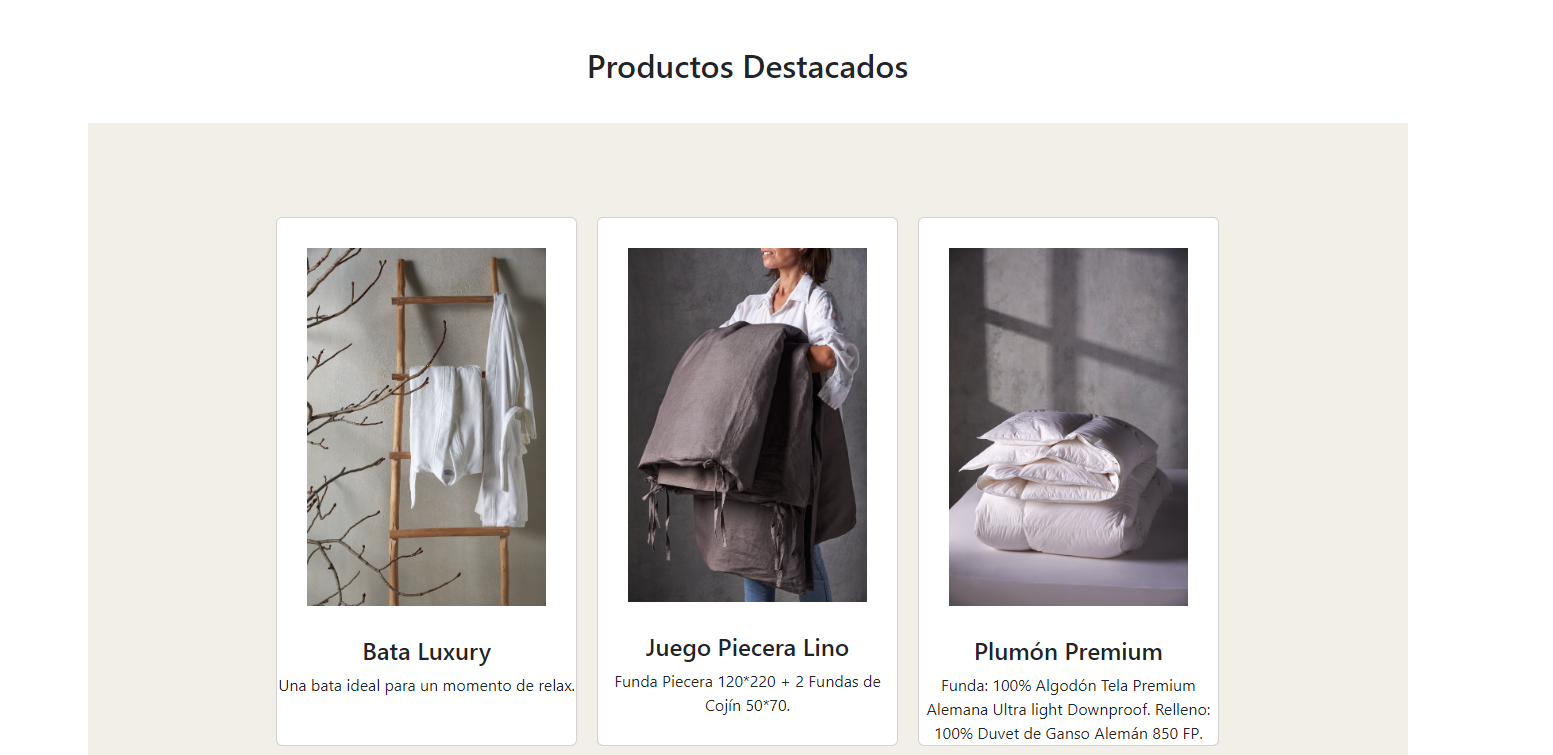 Productos Destacados
Bata Luxury
Una bata ideal para un momento de relax.
Juego Piecera Lino
Funda Piecera 120*220 + 2 Fundas de
Cojín 50*70.
Plumón Premium
Funda: 100% Algodón Tela Premium
Alemana Ultra light Downproof. Relleno:
100% Duvet de Ganso Alemán 850 FP.